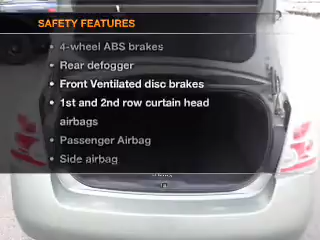 SAFETY FEATURES
4-wheel ABS brakes
Rear defogger
Front Ventilated disc brakes
1st and 2nd row curtain head
airbags
Passenger Airbag
Side airbag